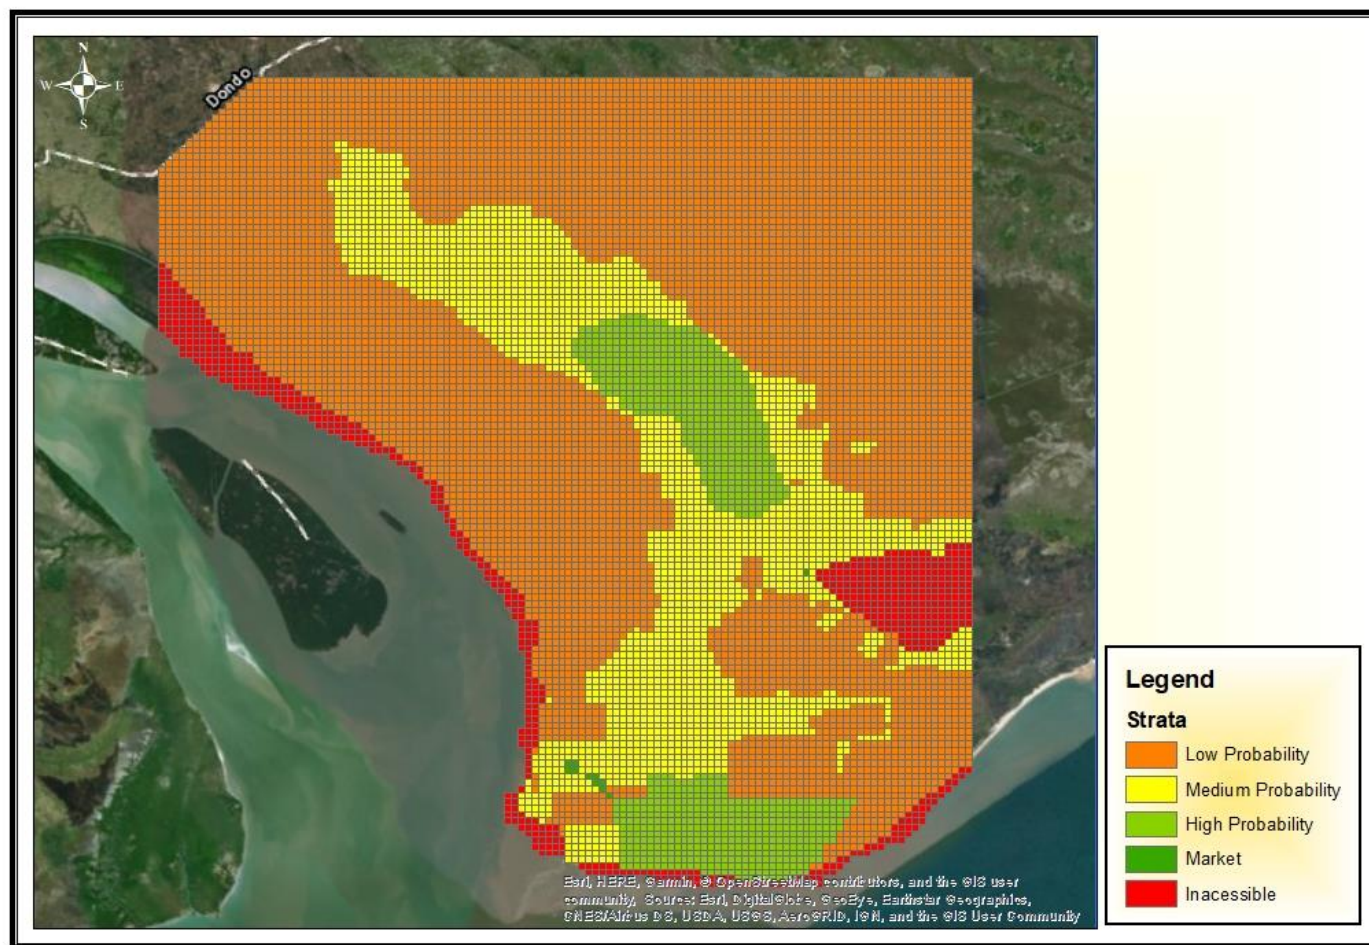 N
W E
S
Dondo
Legend
Strata
Low Probability
Medium Probability
High Probability
Market
Inacessible
Esri, HERE, Garmin, © OpenStreetMap contributors, and the GIS user
community, Source: Esri, DigitalGlobe, GeoEye, Earthstar Geographics,
CNES/Airbus DS, USDA, USGS, AeroGRID, IGN, and the GIS User Community